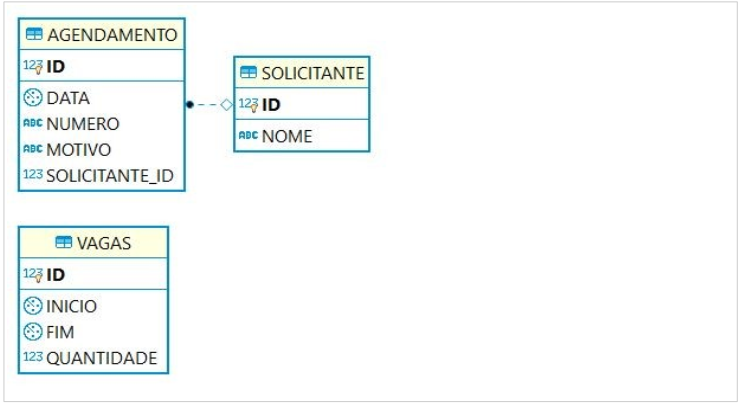 AGENDAMENTO
123 ID
DATA
ABC NUMERO
ABC MOTIVO
123 SOLICITANTE_ID
SOLICITANTE
123 ID
ABC NOME
VAGAS
123 ID
INICIO
FIM
123 QUANTIDADE